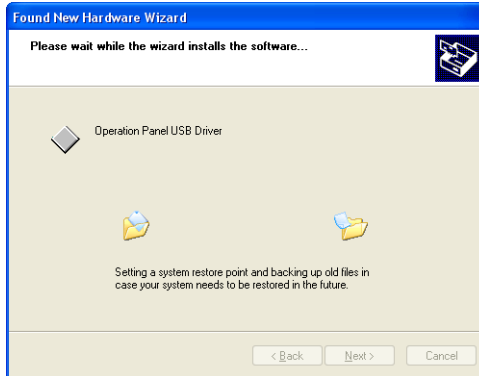 Found New Hardware Wizard
Please wait while the wizard installs the software...
Operation Panel USB Driver
Setting a system restore point and backing up old files in
case your system needs to be restored in the future.
< Back
Next >
Cancel